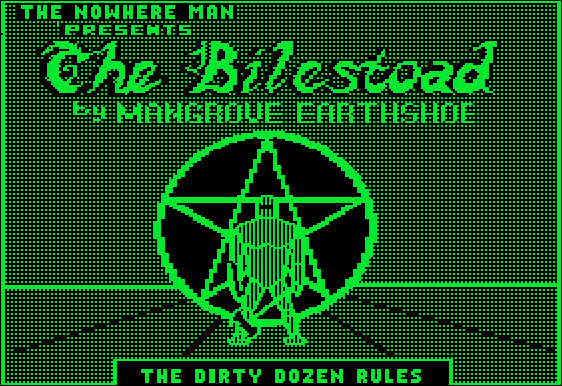 THE NOWHERE MAN
PRESENTS
The Bilestoad
by MANGROVE EARTHSHOE
THE DIRTY DOZEN RULES